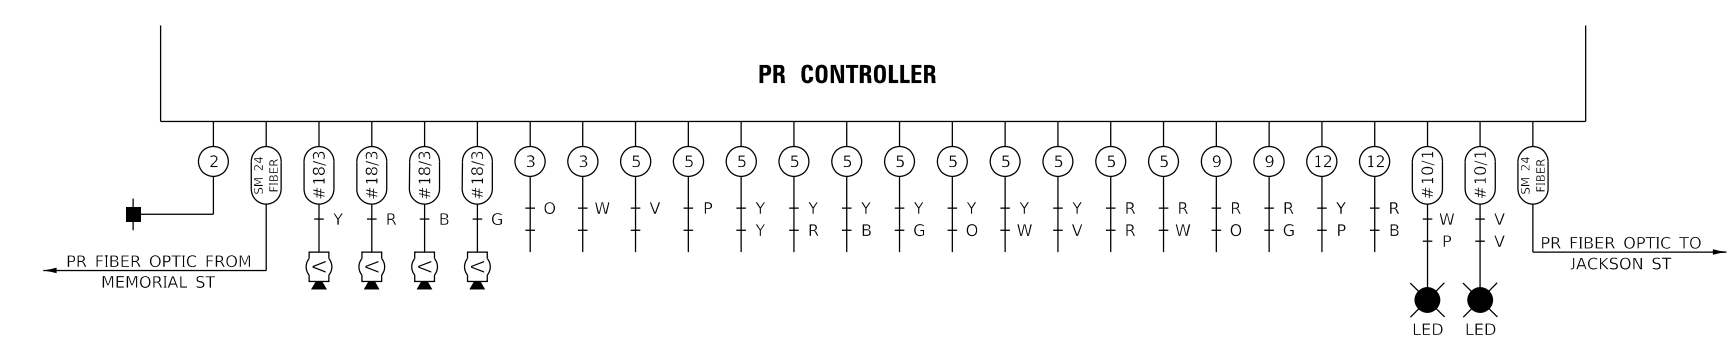 PR CONTROLLER
2 SM 24 FIBER #18/3 #18/3 #18/3 #18/3 3 3 5 5 5 5 5 5 5 5 5 5 5 9 9 12 12 #10/1 #10/1 SM 24 FIBER
O W V P Y Y Y Y Y Y Y R R R R Y R
Y R B G W V
Y R B G O W V R W O G P B
P V
PR FIBER OPTIC FROM
MEMORIAL ST
V V V V
PR FIBER OPTIC TO
JACKSON ST
LED LED